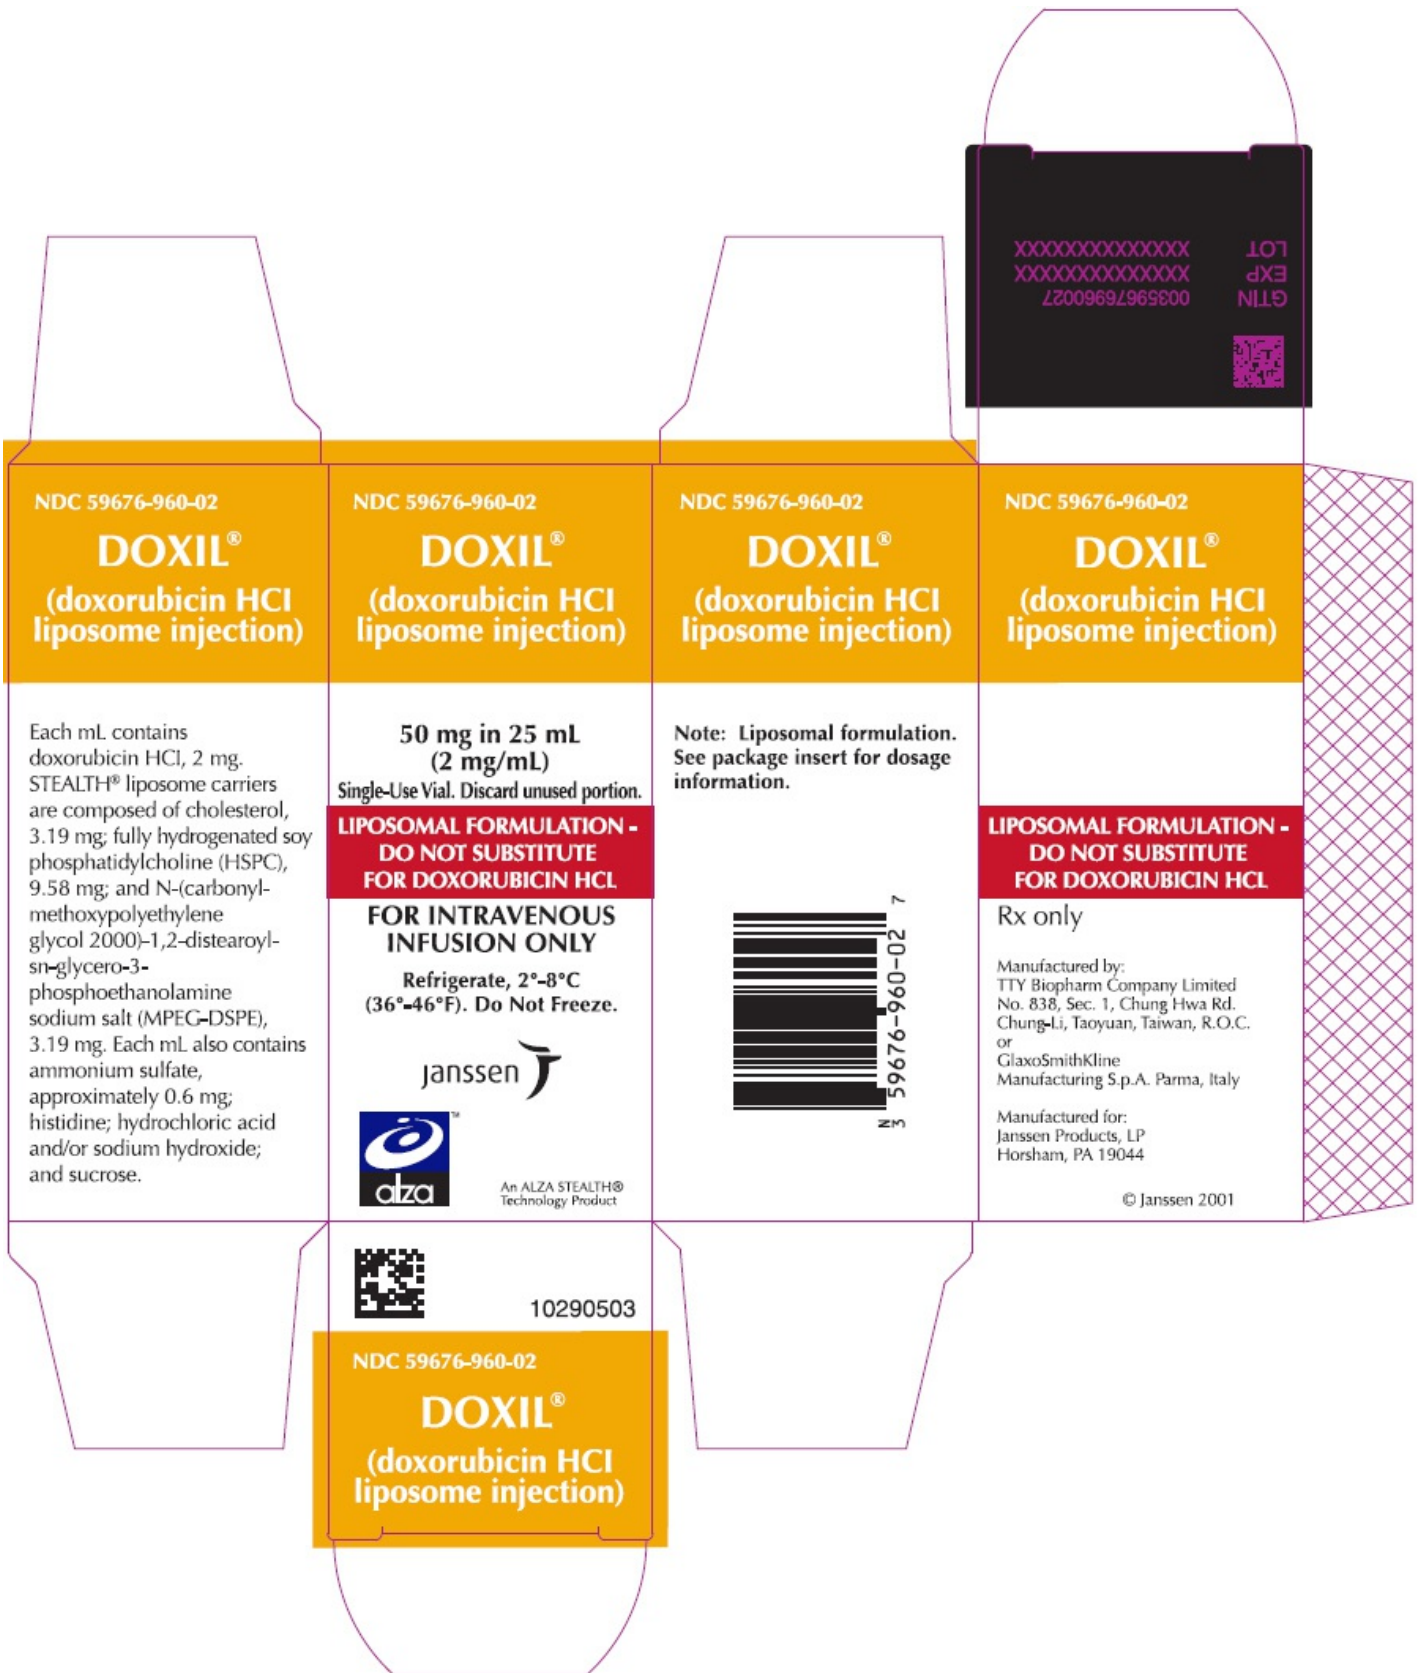 LOT XXXXXXXXXXXXXX
EXP XXXXXXXXXXXXXX
GTIN 00359676960027
NDC 59676-960-02
DOXIL®
(doxorubicin HCI
liposome injection)
Each mL contains
doxorubicin HCI, 2 mg.
STEALTH® liposome carriers
are composed of cholesterol,
3.19 mg; fully hydrogenated soy
phosphatidylcholine (HSPC),
9.58 mg; and N-(carbonyl-
methoxypolyethylene
glycol 2000)-1,2-distearoyl-
sn-glycero-3-
phosphoethanolamine
sodium salt (MPEG-DSPE),
3.19 mg. Each mL also contains
ammonium sulfate,
approximately 0.6 mg;
histidine; hydrochloric acid
and/or sodium hydroxide;
and sucrose.
NDC 59676-960-02
DOXIL®
(doxorubicin HCI
liposome injection)
50 mg in 25 mL
(2 mg/mL)
Single-Use Vial. Discard unused portion.
LIPOSOMAL FORMULATION -
DO NOT SUBSTITUTE
FOR DOXORUBICIN HCL
FOR INTRAVENOUS
INFUSION ONLY
Refrigerate, 2°-8°C
(36°-46°F). Do Not Freeze.
janssen
alza™
An ALZA STEALTH®
Technology Product
NDC 59676-960-02
DOXIL®
(doxorubicin HCI
liposome injection)
Note: Liposomal formulation.
See package insert for dosage
information.
N
3 59676-960-02 7
NDC 59676-960-02
DOXIL®
(doxorubicin HCI
liposome injection)
LIPOSOMAL FORMULATION -
DO NOT SUBSTITUTE
FOR DOXORUBICIN HCL
Rx only
Manufactured by:
TTY Biopharm Company Limited
No. 838, Sec. 1, Chung Hwa Rd.
Chung-Li, Taoyuan, Taiwan, R.O.C.
or
GlaxoSmithKline
Manufacturing S.p.A. Parma, Italy
Manufactured for:
Janssen Products, LP
Horsham, PA 19044
© Janssen 2001
10290503
NDC 59676-960-02
DOXIL®
(doxorubicin HCI
liposome injection)